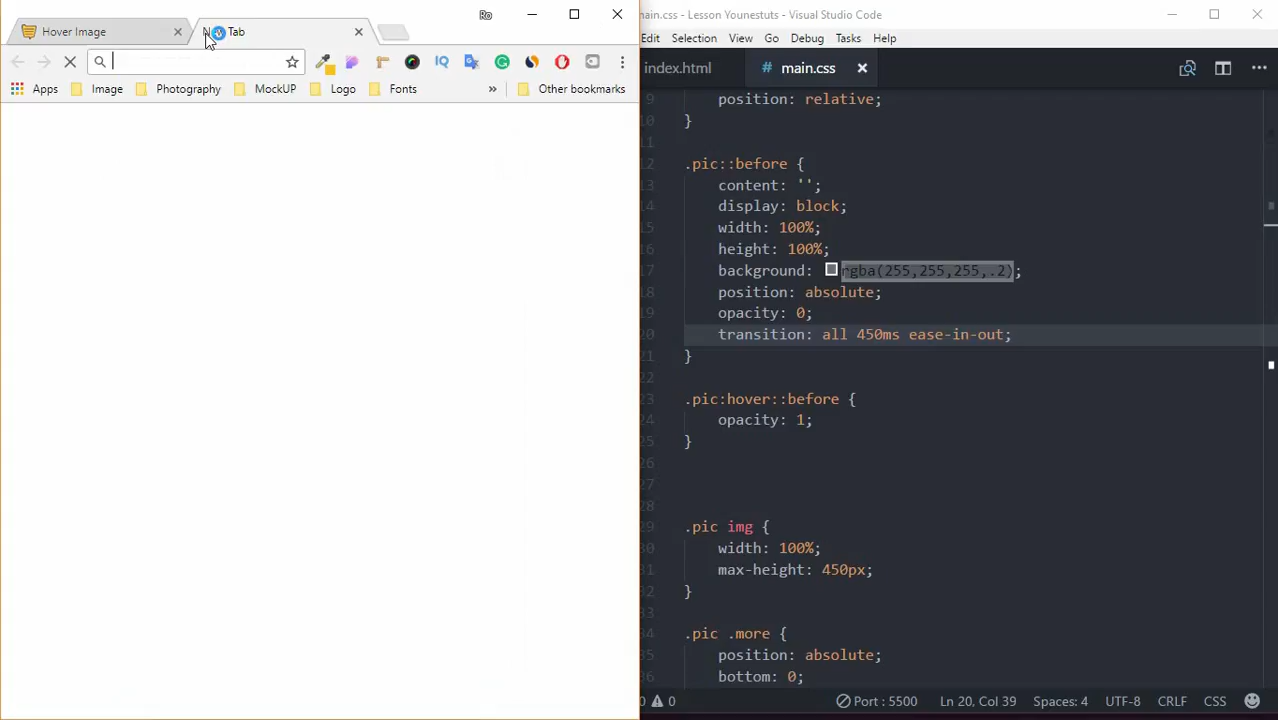 Hover Image
Tab
Ro
IQ
Apps
Image
Photography
MockUP
Logo
Fonts
»
Other bookmarks
main.css - Lesson Younestuts - Visual Studio Code
Edit Selection View Go Debug Tasks Help
index.html
# main.css
9 position: relative;
10 }
11
12 .pic::before {
13 content: '';
14 display: block;
15 width: 100%;
16 height: 100%;
17 background: rgba(255,255,255,.2);
18 position: absolute;
19 opacity: 0;
20 transition: all 450ms ease-in-out;
21 }
22
23 .pic:hover::before {
24 opacity: 1;
25 }
26
27
28
29 .pic img {
30 width: 100%;
31 max-height: 450px;
32 }
33
34 .pic .more {
35 position: absolute;
36 bottom: 0;
0 0 Port : 5500 Ln 20, Col 39 Spaces: 4 UTF-8 CRLF CSS